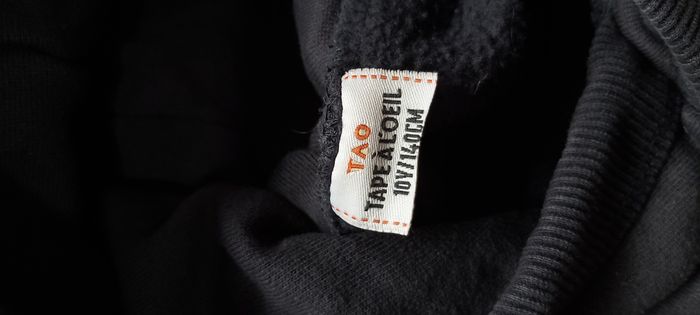 TAO
TAPE À L'OEIL
10Y/140CM